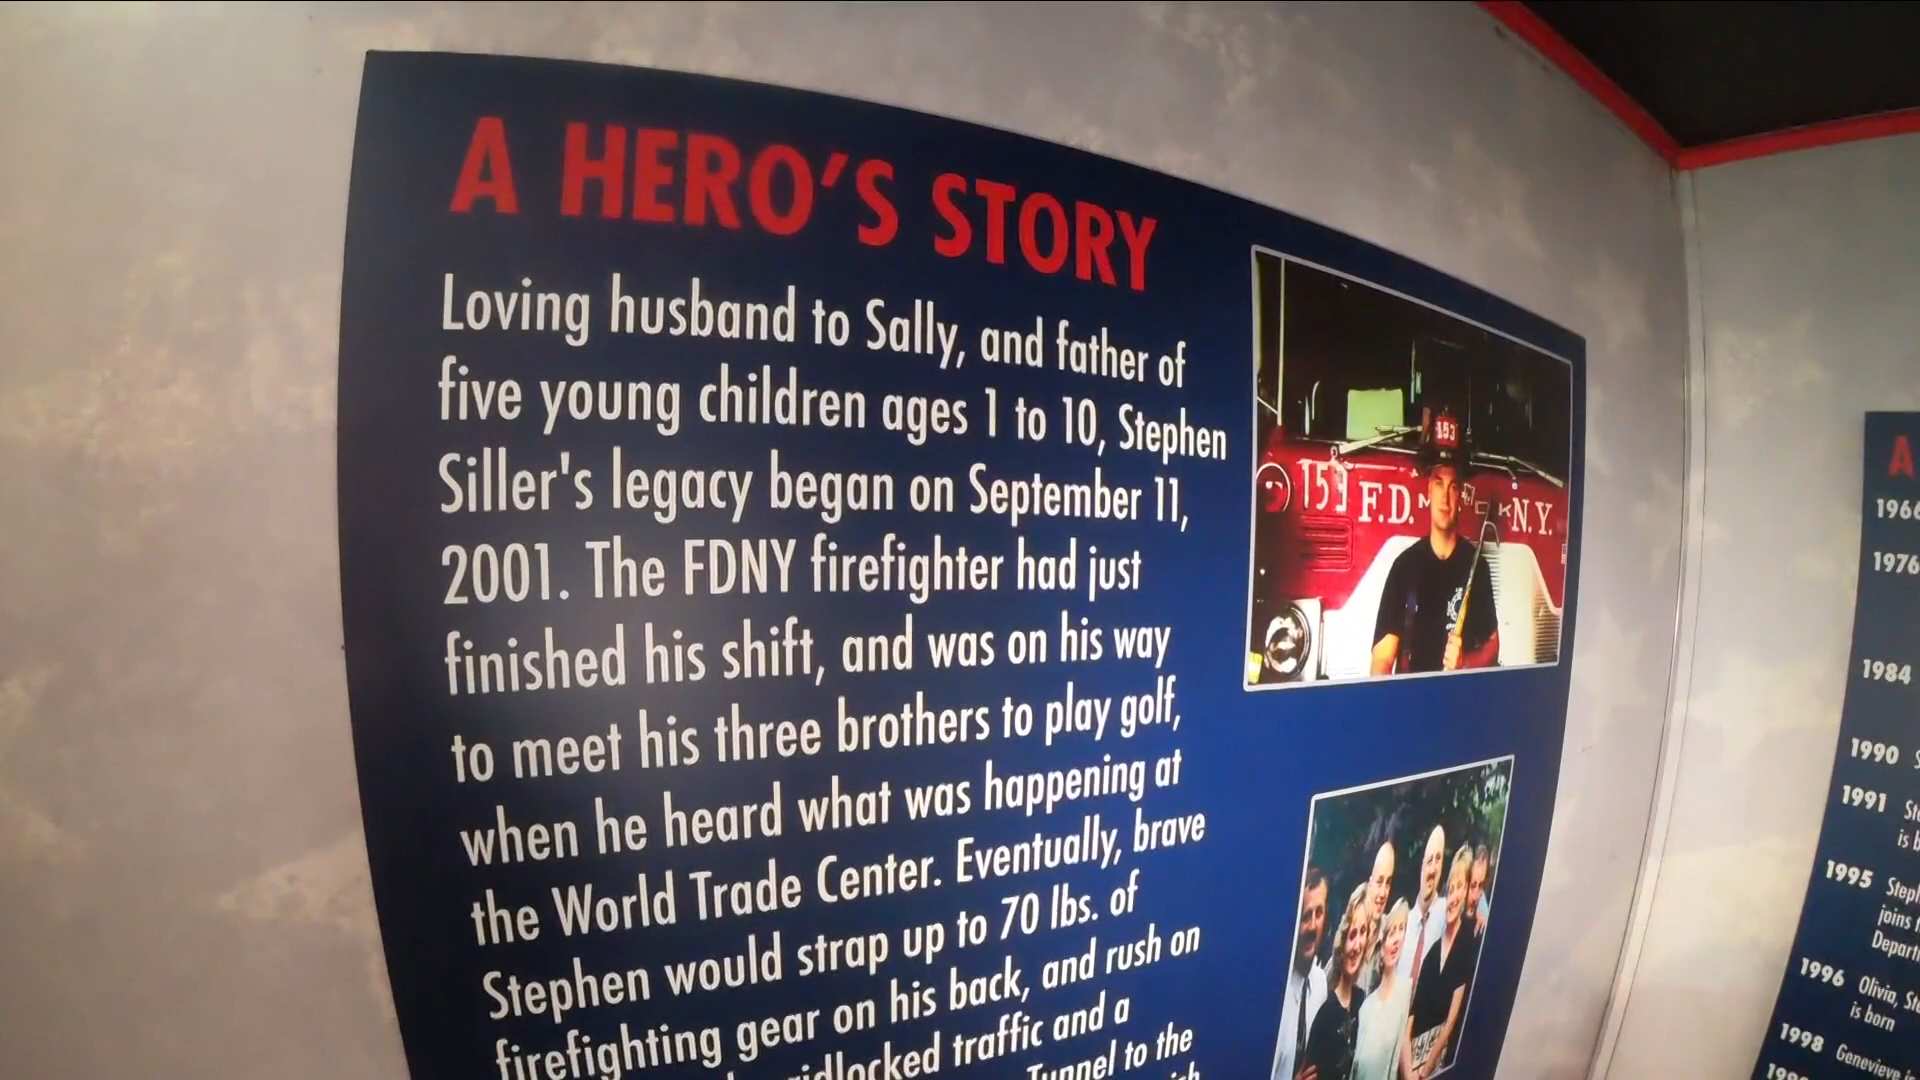 A HERO'S STORY
Loving husband to Sally, and father of
five young children ages 1 to 10, Stephen
Siller's legacy began on September 11,
2001. The FDNY firefighter had just
finished his shift, and was on his way
to meet his three brothers to play golf,
when he heard what was happening at
the World Trade Center. Eventually, brave
Stephen would strap up to 70 lbs. of
firefighting gear on his back, and rush on
traffic and a
Tunnel to the
153
153 F.D. N.Y.
A
1966
1976
1984
1990
1991
is b
1995
joins
1996 Olivia,
is born
1998 Genevieve